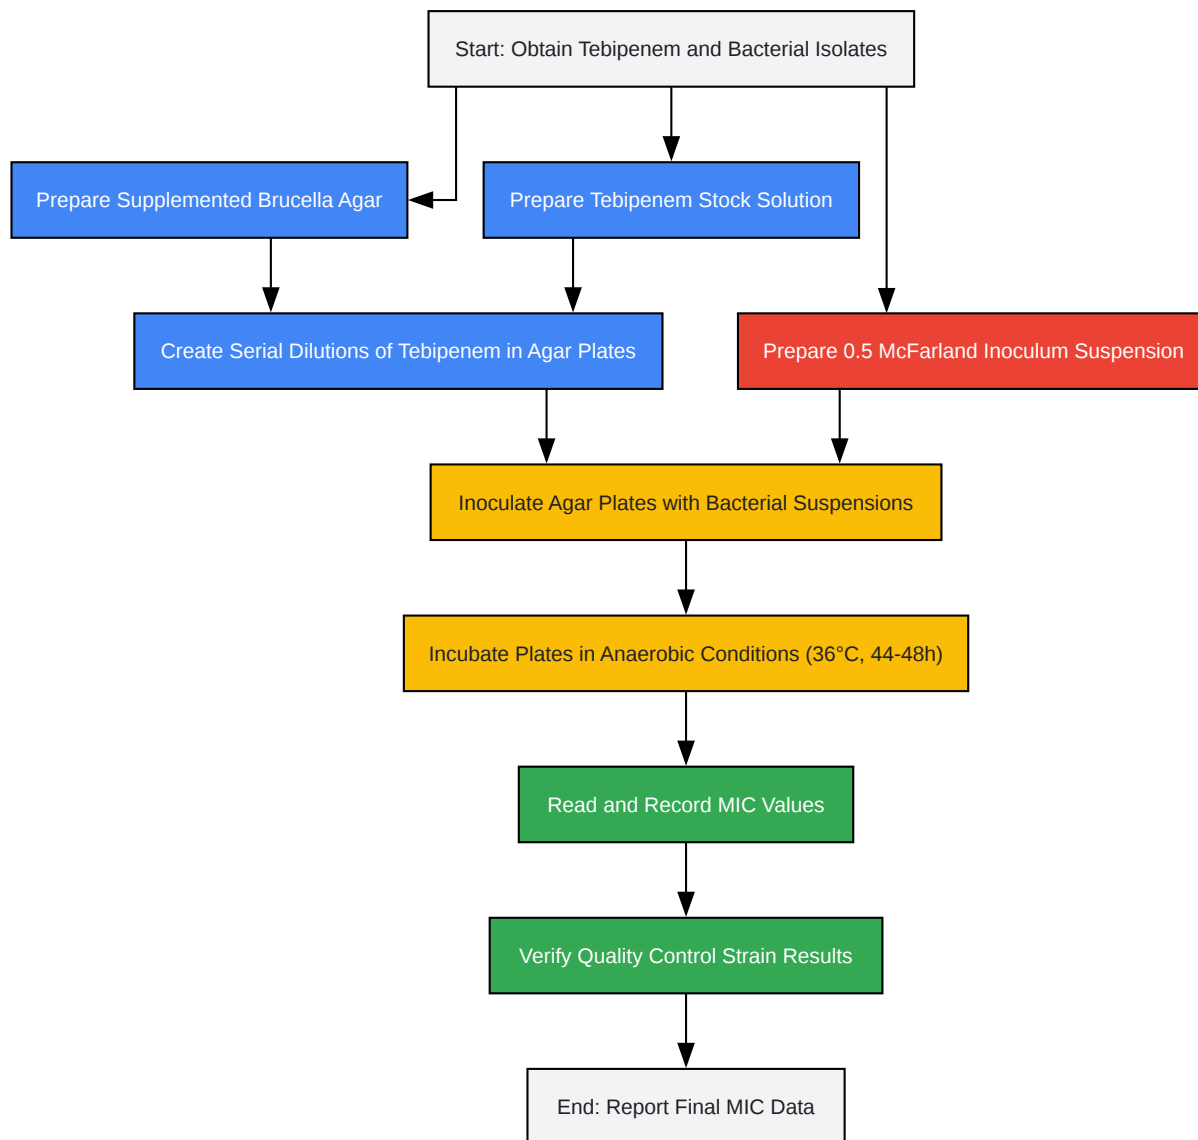 Start: Obtain Tebipenem and Bacterial Isolates
Prepare Supplemented Brucella Agar
Prepare Tebipenem Stock Solution
Create Serial Dilutions of Tebipenem in Agar Plates
Prepare 0.5 McFarland Inoculum Suspension
Inoculate Agar Plates with Bacterial Suspensions
Incubate Plates in Anaerobic Conditions (36°C, 44-48h)
Read and Record MIC Values
Verify Quality Control Strain Results
End: Report Final MIC Data